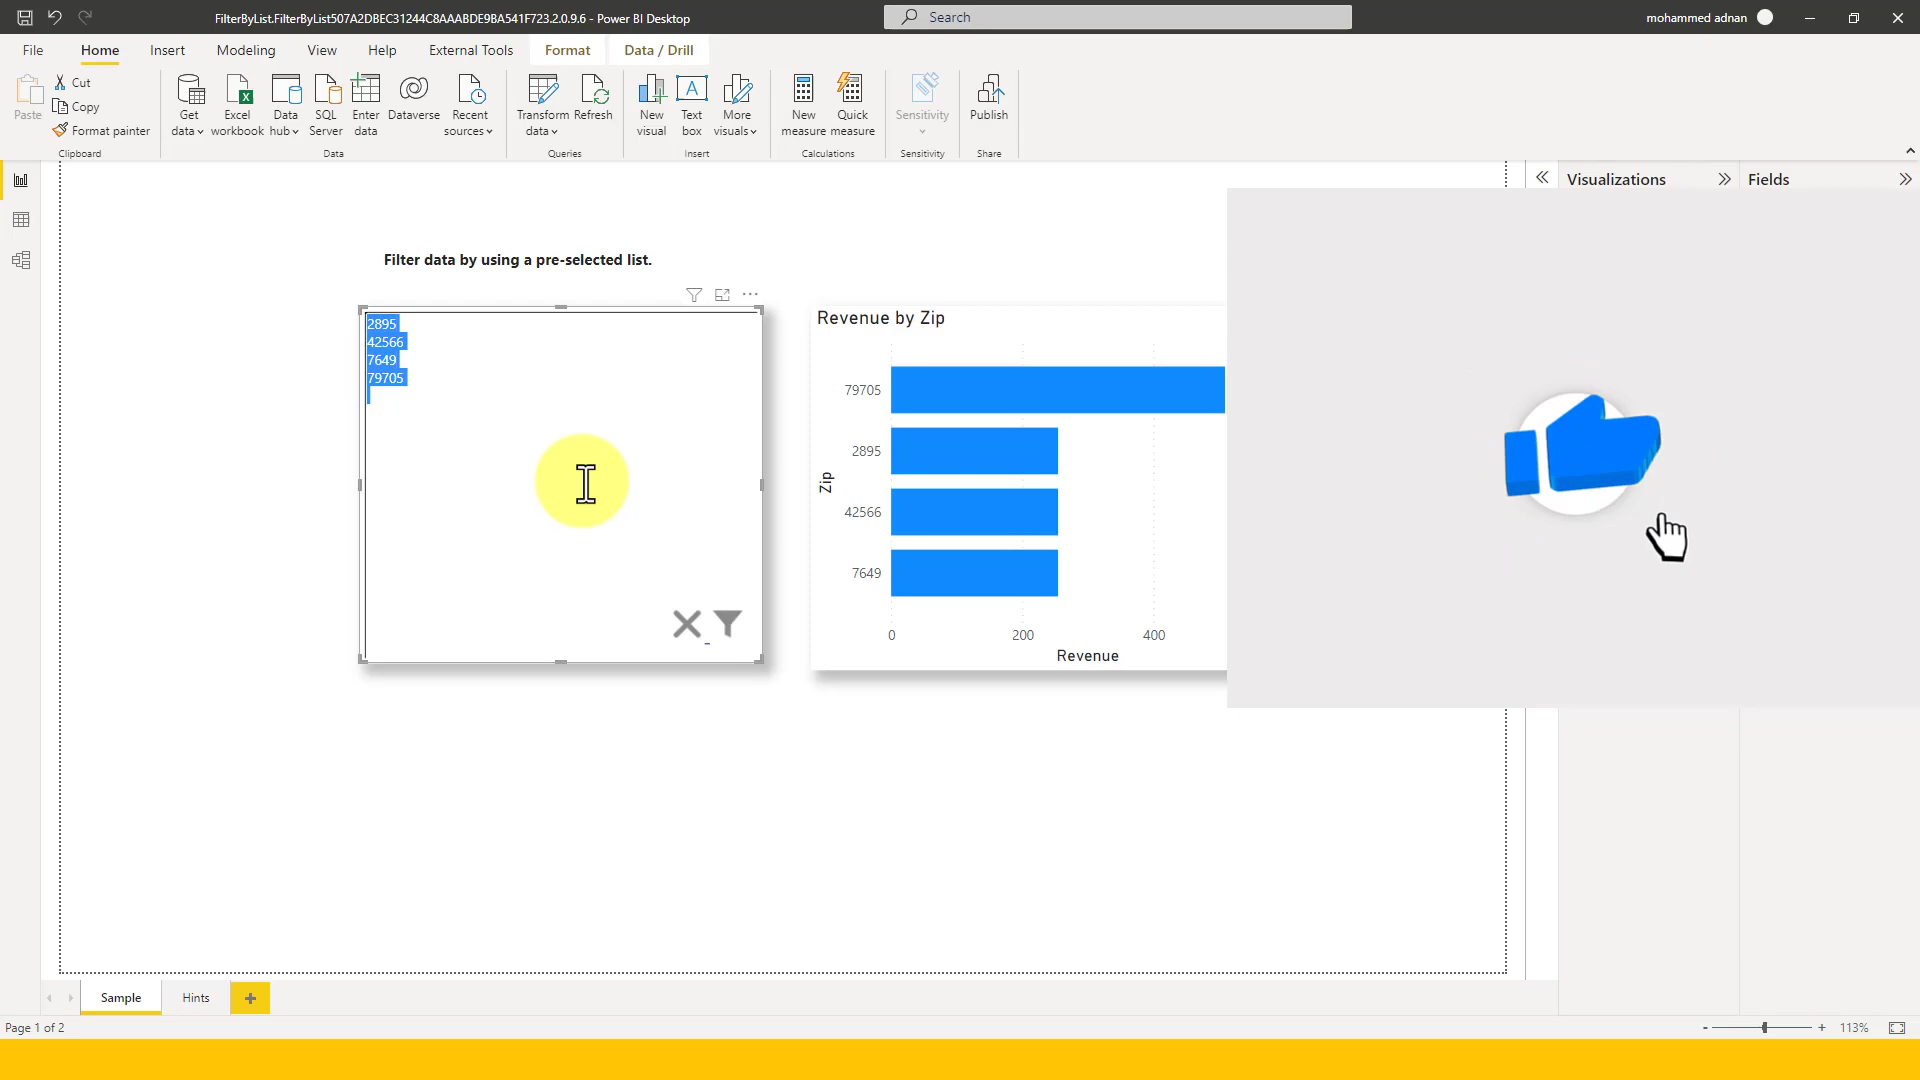 FilterByList.FilterByList507A2DBEC31244C8AAABDE9BA541F723.2.0.9.6 - Power BI Desktop
Search
mohammed adnan
File
Home
Insert
Modeling
View
Help
External Tools
Format
Data / Drill
Paste
Cut
Copy
Format painter
Clipboard
Get data
Excel workbook
Data hub
SQL Server
Enter data
Dataverse
Recent sources
Data
Transform data
Refresh
Queries
New visual
Text box
More visuals
Insert
New measure
Quick measure
Calculations
Sensitivity
Sensitivity
Publish
Share
Visualizations
Fields
Filter data by using a pre-selected list.
2895
42566
7649
79705
Revenue by Zip
Zip
79705
2895
42566
7649
0
200
400
Revenue
Sample
Hints
Page 1 of 2
- + 113%